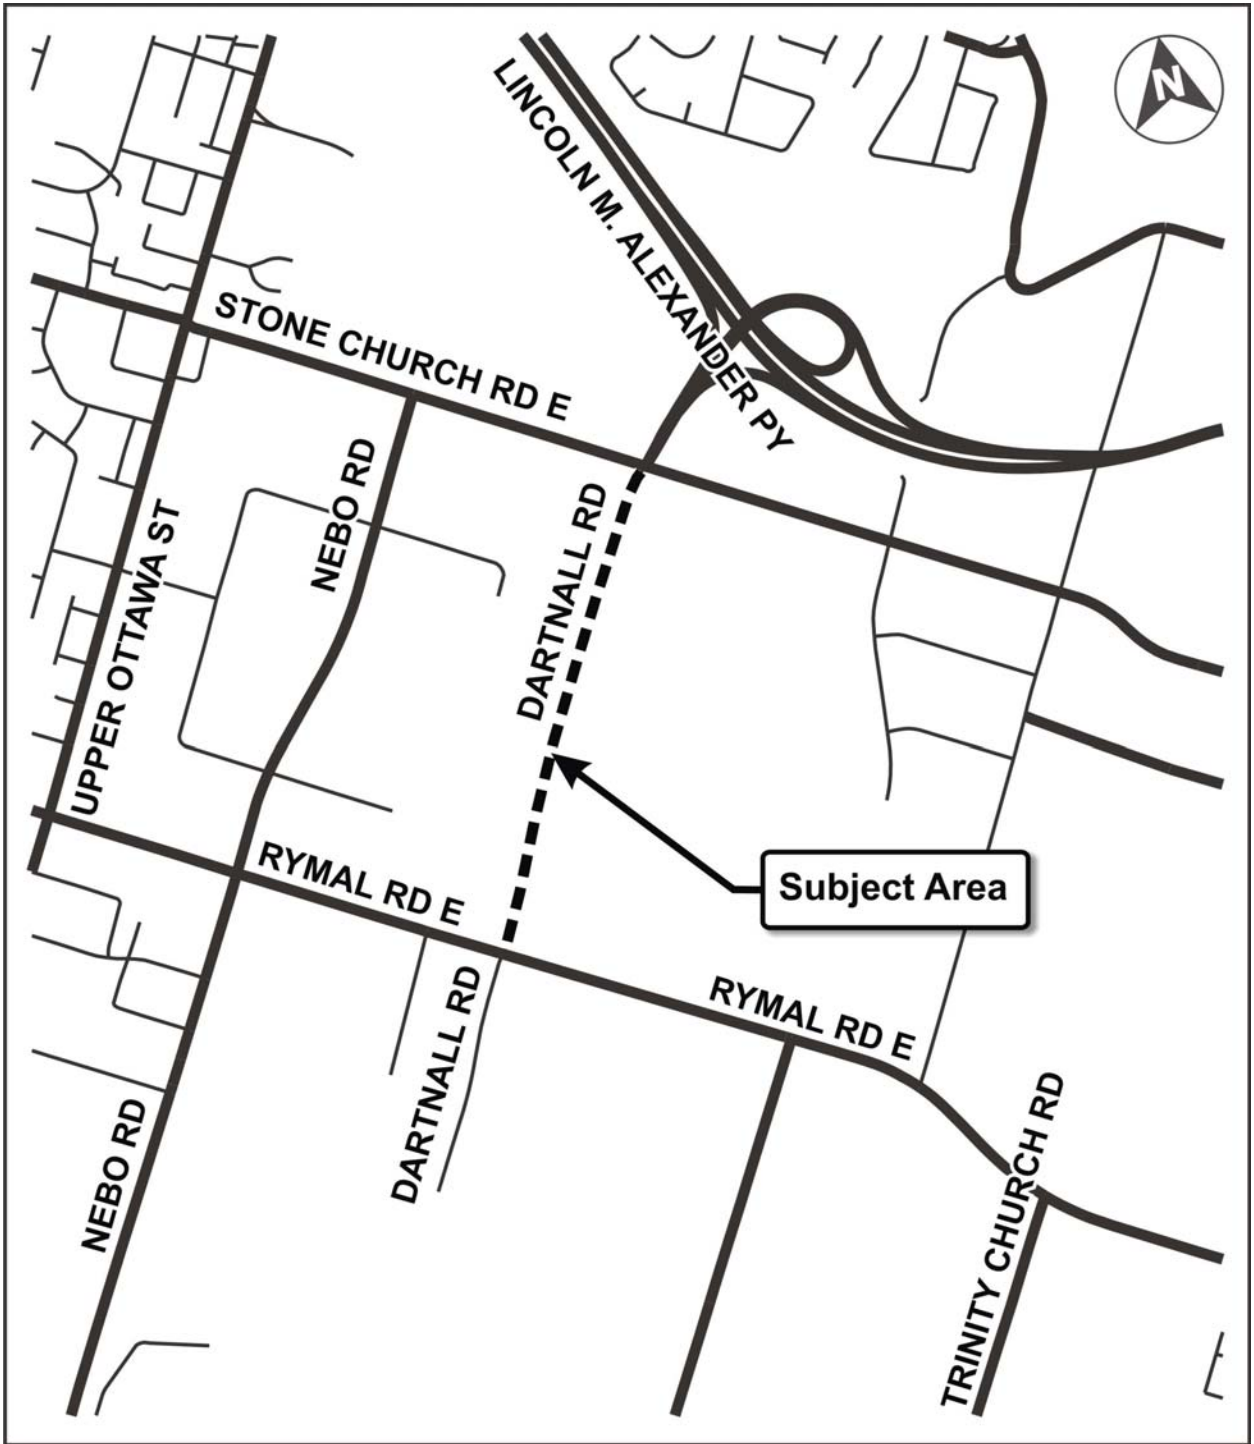 N
LINCOLN M. ALEXANDER PY
STONE CHURCH RD E
NEBO RD
DARTNALL RD
UPPER OTTAWA ST
Subject Area
RYMAL RD E
DARTNALL RD
RYMAL RD E
NEBO RD
TRINITY CHURCH RD